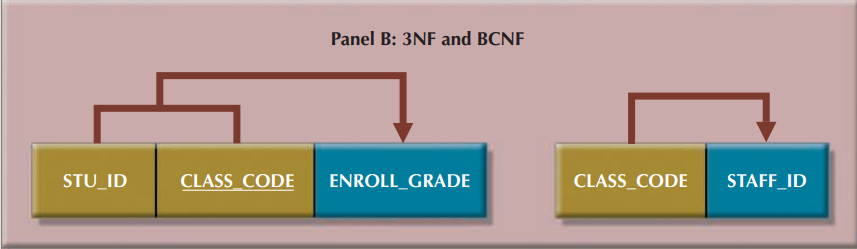 Panel B: 3NF and BCNF
STU_ID CLASS_CODE ENROLL_GRADE CLASS_CODE STAFF_ID